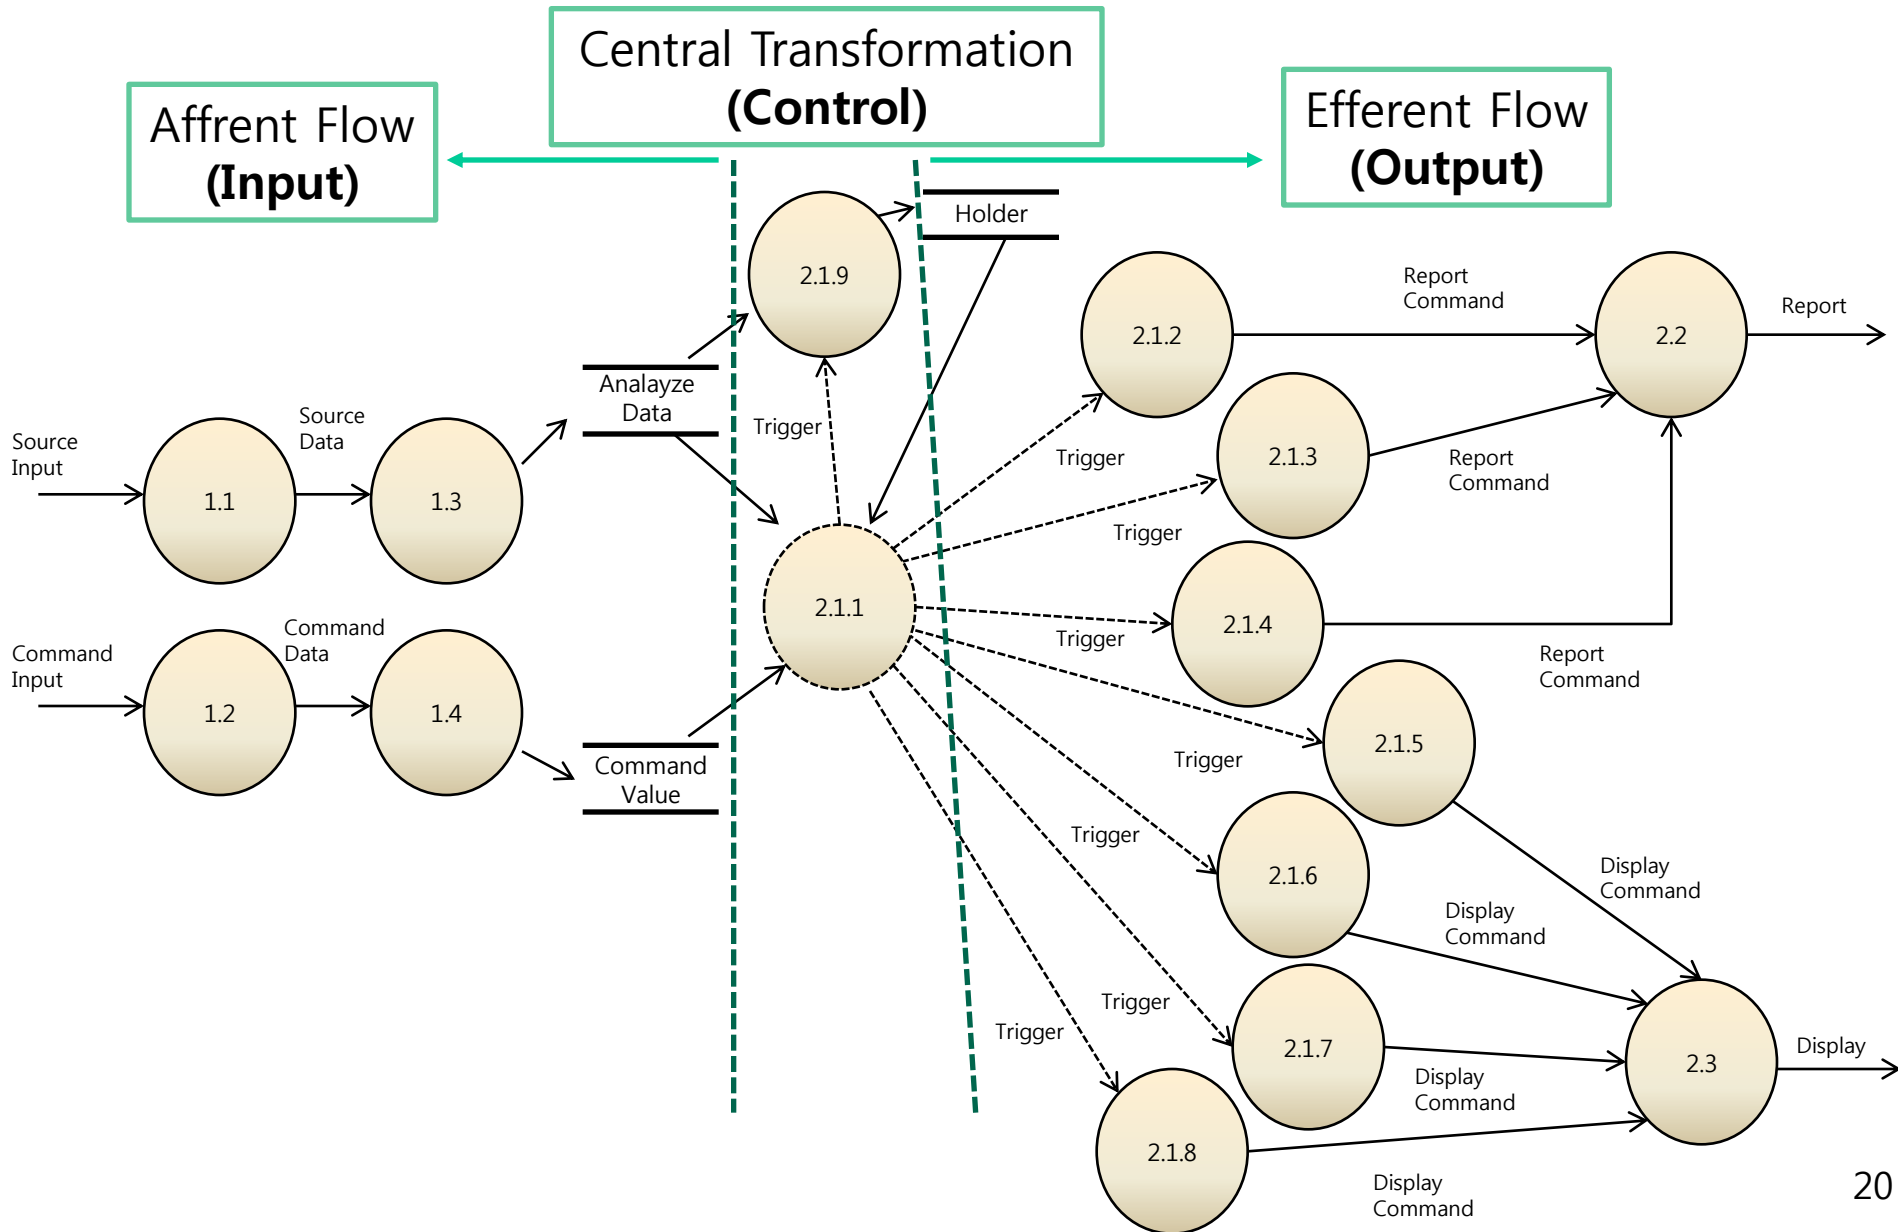 Central Transformation
(Control)
Affrent Flow
(Input)
Efferent Flow
(Output)
Holder
2.1.9
Report
Command
Report
2.1.2
2.2
Analayze
Data
Trigger
Source
Data
Source
Input
1.1
1.3
Trigger
2.1.3
Report
Command
Trigger
2.1.1
2.1.4
Trigger
Report
Command
Command
Data
Command
Input
1.2
1.4
Command
Value
2.1.5
Trigger
Trigger
2.1.6
Display
Command
Display
Command
Trigger
Trigger
2.1.7
2.3
Display
Display
Command
2.1.8
Display
Command
20